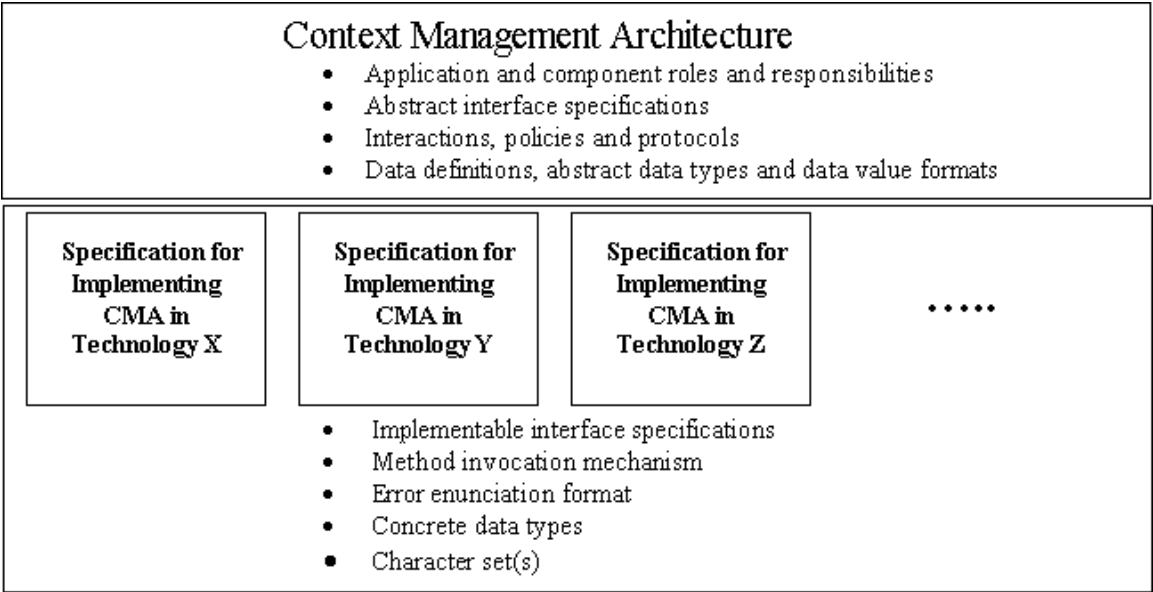 Context Management Architecture
• Application and component roles and responsibilities
• Abstract interface specifications
• Interactions, policies and protocols
• Data definitions, abstract data types and data value formats
Specification for
Implementing
CMA in
Technology X
Specification for
Implementing
CMA in
Technology Y
Specification for
Implementing
CMA in
Technology Z
.....
• Implementable interface specifications
• Method invocation mechanism
• Error enunciation format
• Concrete data types
• Character set(s)